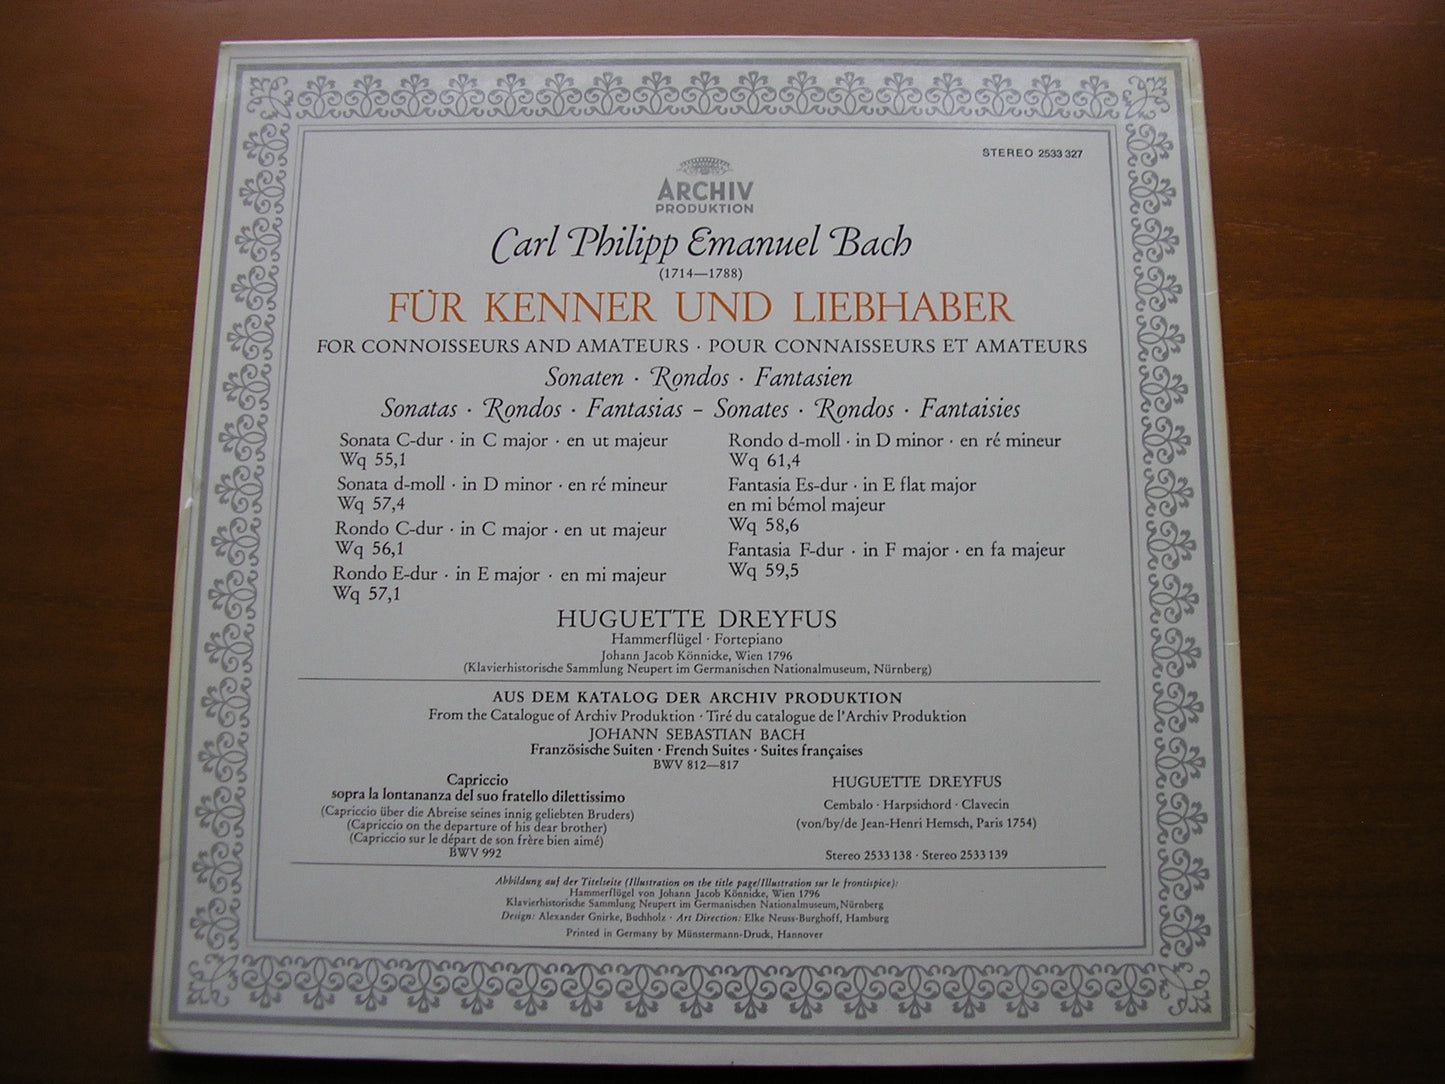 STEREO 2533 327
ARCHIV
PRODUKTION
Carl Philipp Emanuel Bach
(1714—1788)
FÜR KENNER UND LIEBHABER
FOR CONNOISSEURS AND AMATEURS · POUR CONNAISSEURS ET AMATEURS
Sonaten · Rondos · Fantasien
Sonatas · Rondos · Fantasias – Sonates · Rondos · Fantaisies
Sonata C-dur · in C major · en ut majeur
Wq 55,1
Sonata d-moll · in D minor · en ré mineur
Wq 57,4
Rondo C-dur · in C major · en ut majeur
Wq 56,1
Rondo E-dur · in E major · en mi majeur
Wq 57,1
Rondo d-moll · in D minor · en ré mineur
Wq 61,4
Fantasia Es-dur · in E flat major
en mi bémol majeur
Wq 58,6
Fantasia F-dur · in F major · en fa majeur
Wq 59,5
HUGUETTE DREYFUS
Hammerflügel · Fortepiano
Johann Jacob Könnicke, Wien 1796
(Klavierhistorische Sammlung Neupert im Germanischen Nationalmuseum, Nürnberg)
AUS DEM KATALOG DER ARCHIV PRODUKTION
From the Catalogue of Archiv Produktion · Tiré du catalogue de l'Archiv Produktion
JOHANN SEBASTIAN BACH
Französische Suiten · French Suites · Suites françaises
BWV 812—817
Capriccio
sopra la lontananza del suo fratello dilettissimo
(Capriccio über die Abreise seines innig geliebten Bruders)
(Capriccio on the departure of his dear brother)
(Capriccio sur le départ de son frère bien aimé)
BWV 992
HUGUETTE DREYFUS
Cembalo · Harpsichord · Clavecin
(von/by/de Jean-Henri Hemsch, Paris 1754)
Stereo 2533 138 · Stereo 2533 139
Abbildung auf der Titelseite (Illustration on the title page/Illustration sur le frontispice):
Hammerflügel von Johann Jacob Könnicke, Wien 1796
Klavierhistorische Sammlung Neupert im Germanischen Nationalmuseum, Nürnberg
Design: Alexander Gnirke, Buchholz · Art Direction: Elke Neuss-Burghoff, Hamburg
Printed in Germany by Münstermann-Druck, Hannover